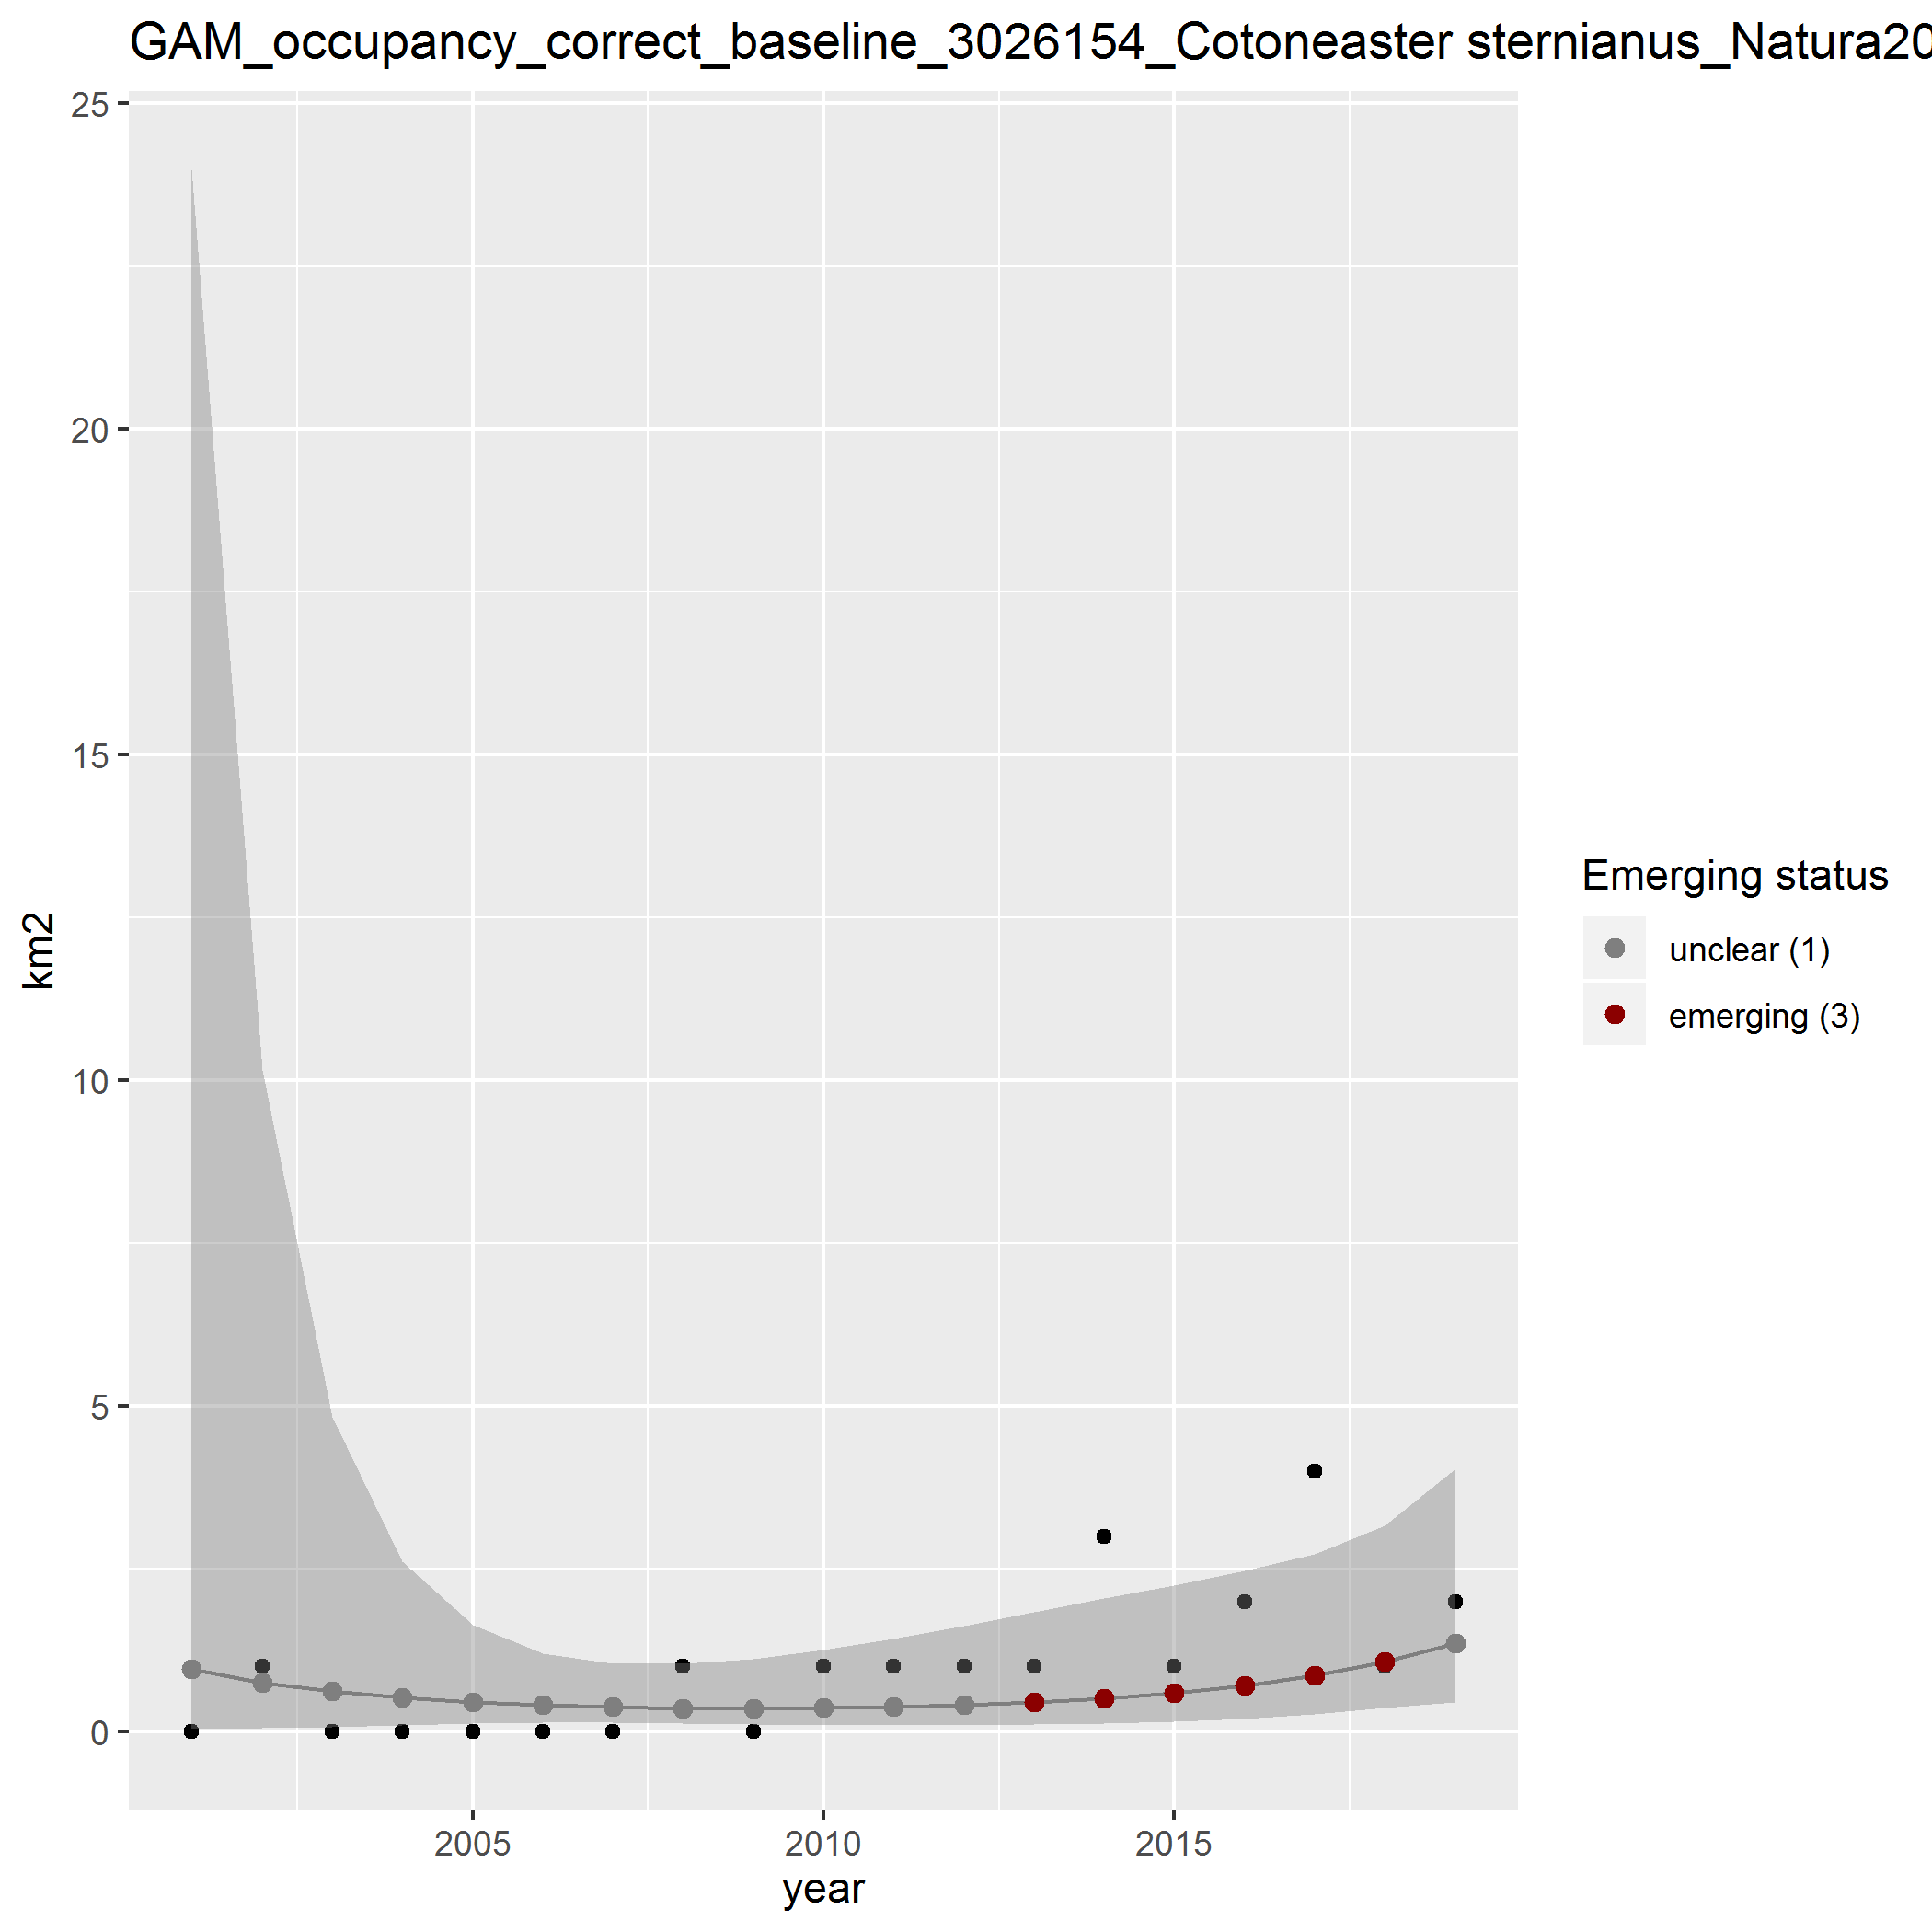 GAM_occupancy_correct_baseline_3026154_Cotoneaster sternianus_Natura20
25
20
15
10
5
0
km2
2005 2010 2015
year
Emerging status
unclear (1)
emerging (3)